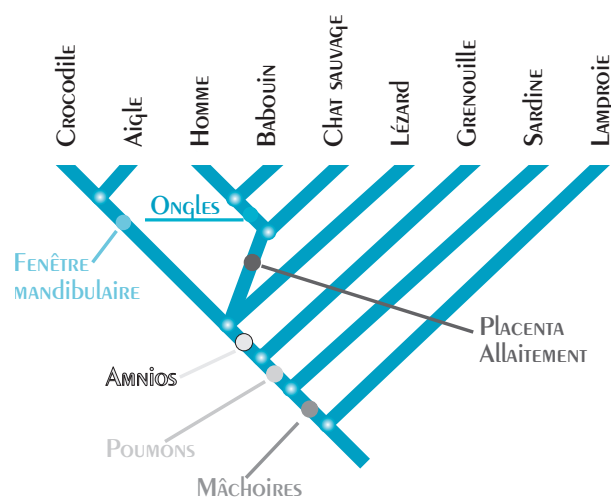 Crocodile
Aigle
Homme
Babouin
Chat sauvage
Lézard
Grenouille
Sardine
Lamproie
Ongles
Fenêtre
mandibulaire
Placenta
Allaitement
Amnios
Poumons
Mâchoires